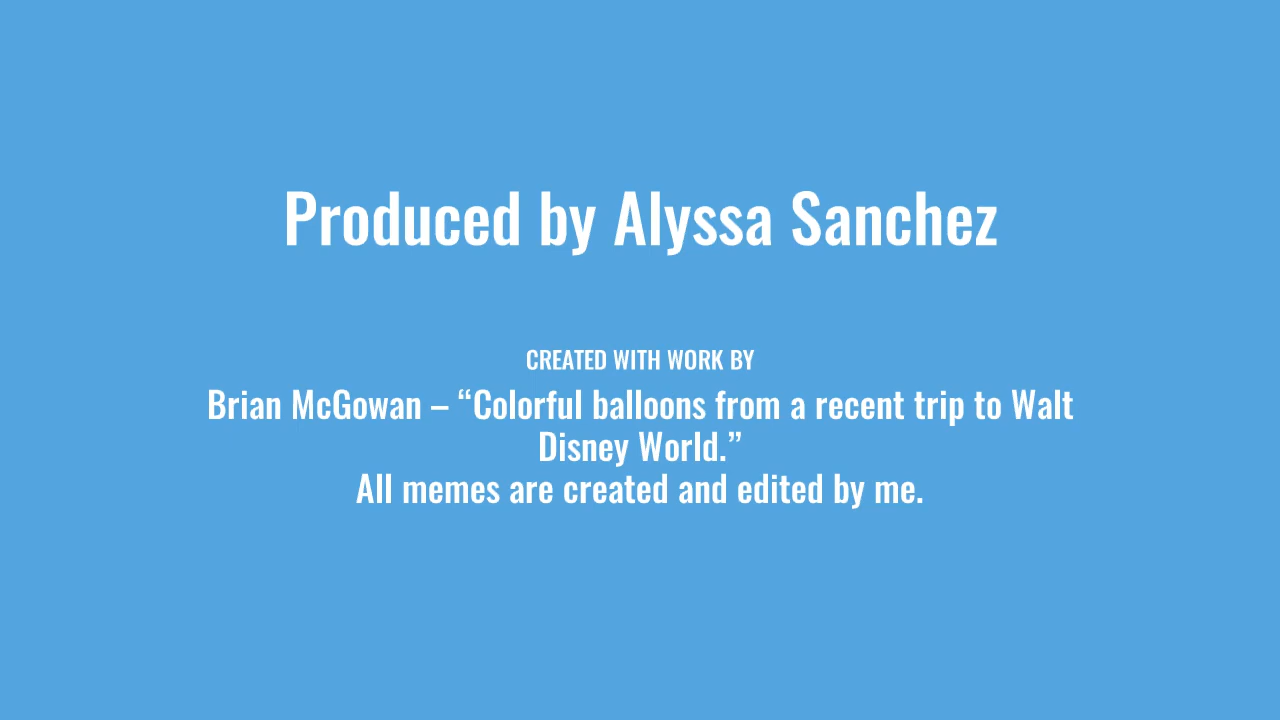 Produced by Alyssa Sanchez
CREATED WITH WORK BY
Brian McGowan – “Colorful balloons from a recent trip to Walt
Disney World.”
All memes are created and edited by me.